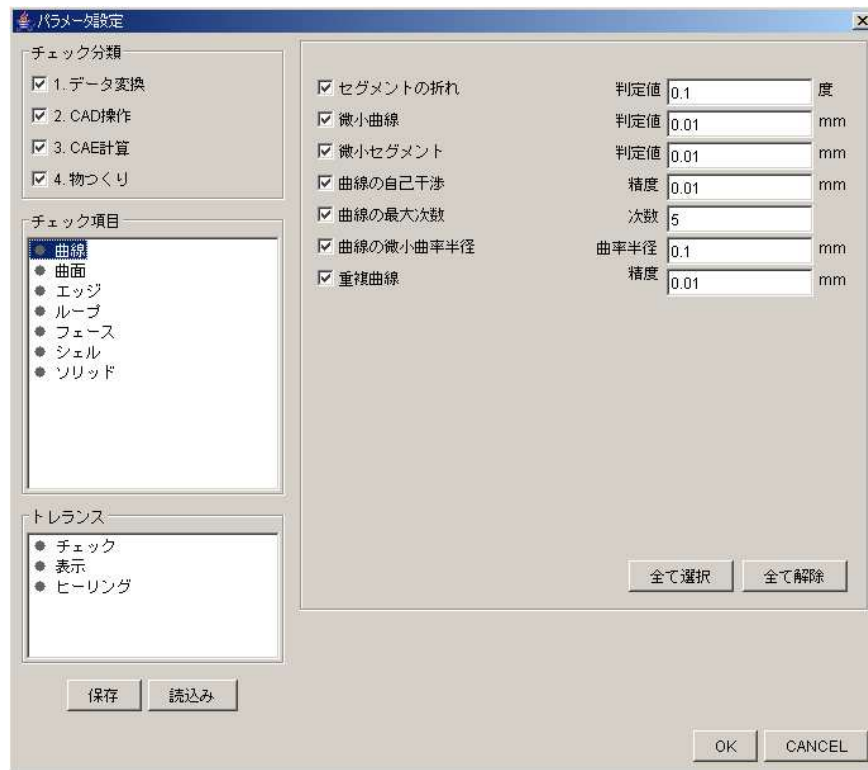 パラメータ設定
チェック分類
1. データ変換
2. CAD操作
3. CAE計算
4. 物つくり
チェック項目
曲線
曲面
エッジ
ループ
フェース
シェル
ソリッド
トレランス
チェック
表示
ヒーリング
保存 読込み
セグメントの折れ 判定値 0.1 度
微小曲線 判定値 0.01 mm
微小セグメント 判定値 0.01 mm
曲線の自己干渉 精度 0.01 mm
曲線の最大次数 次数 5
曲線の微小曲率半径 曲率半径 0.1 mm
重複曲線 精度 0.01 mm
全て選択 全て解除
OK CANCEL